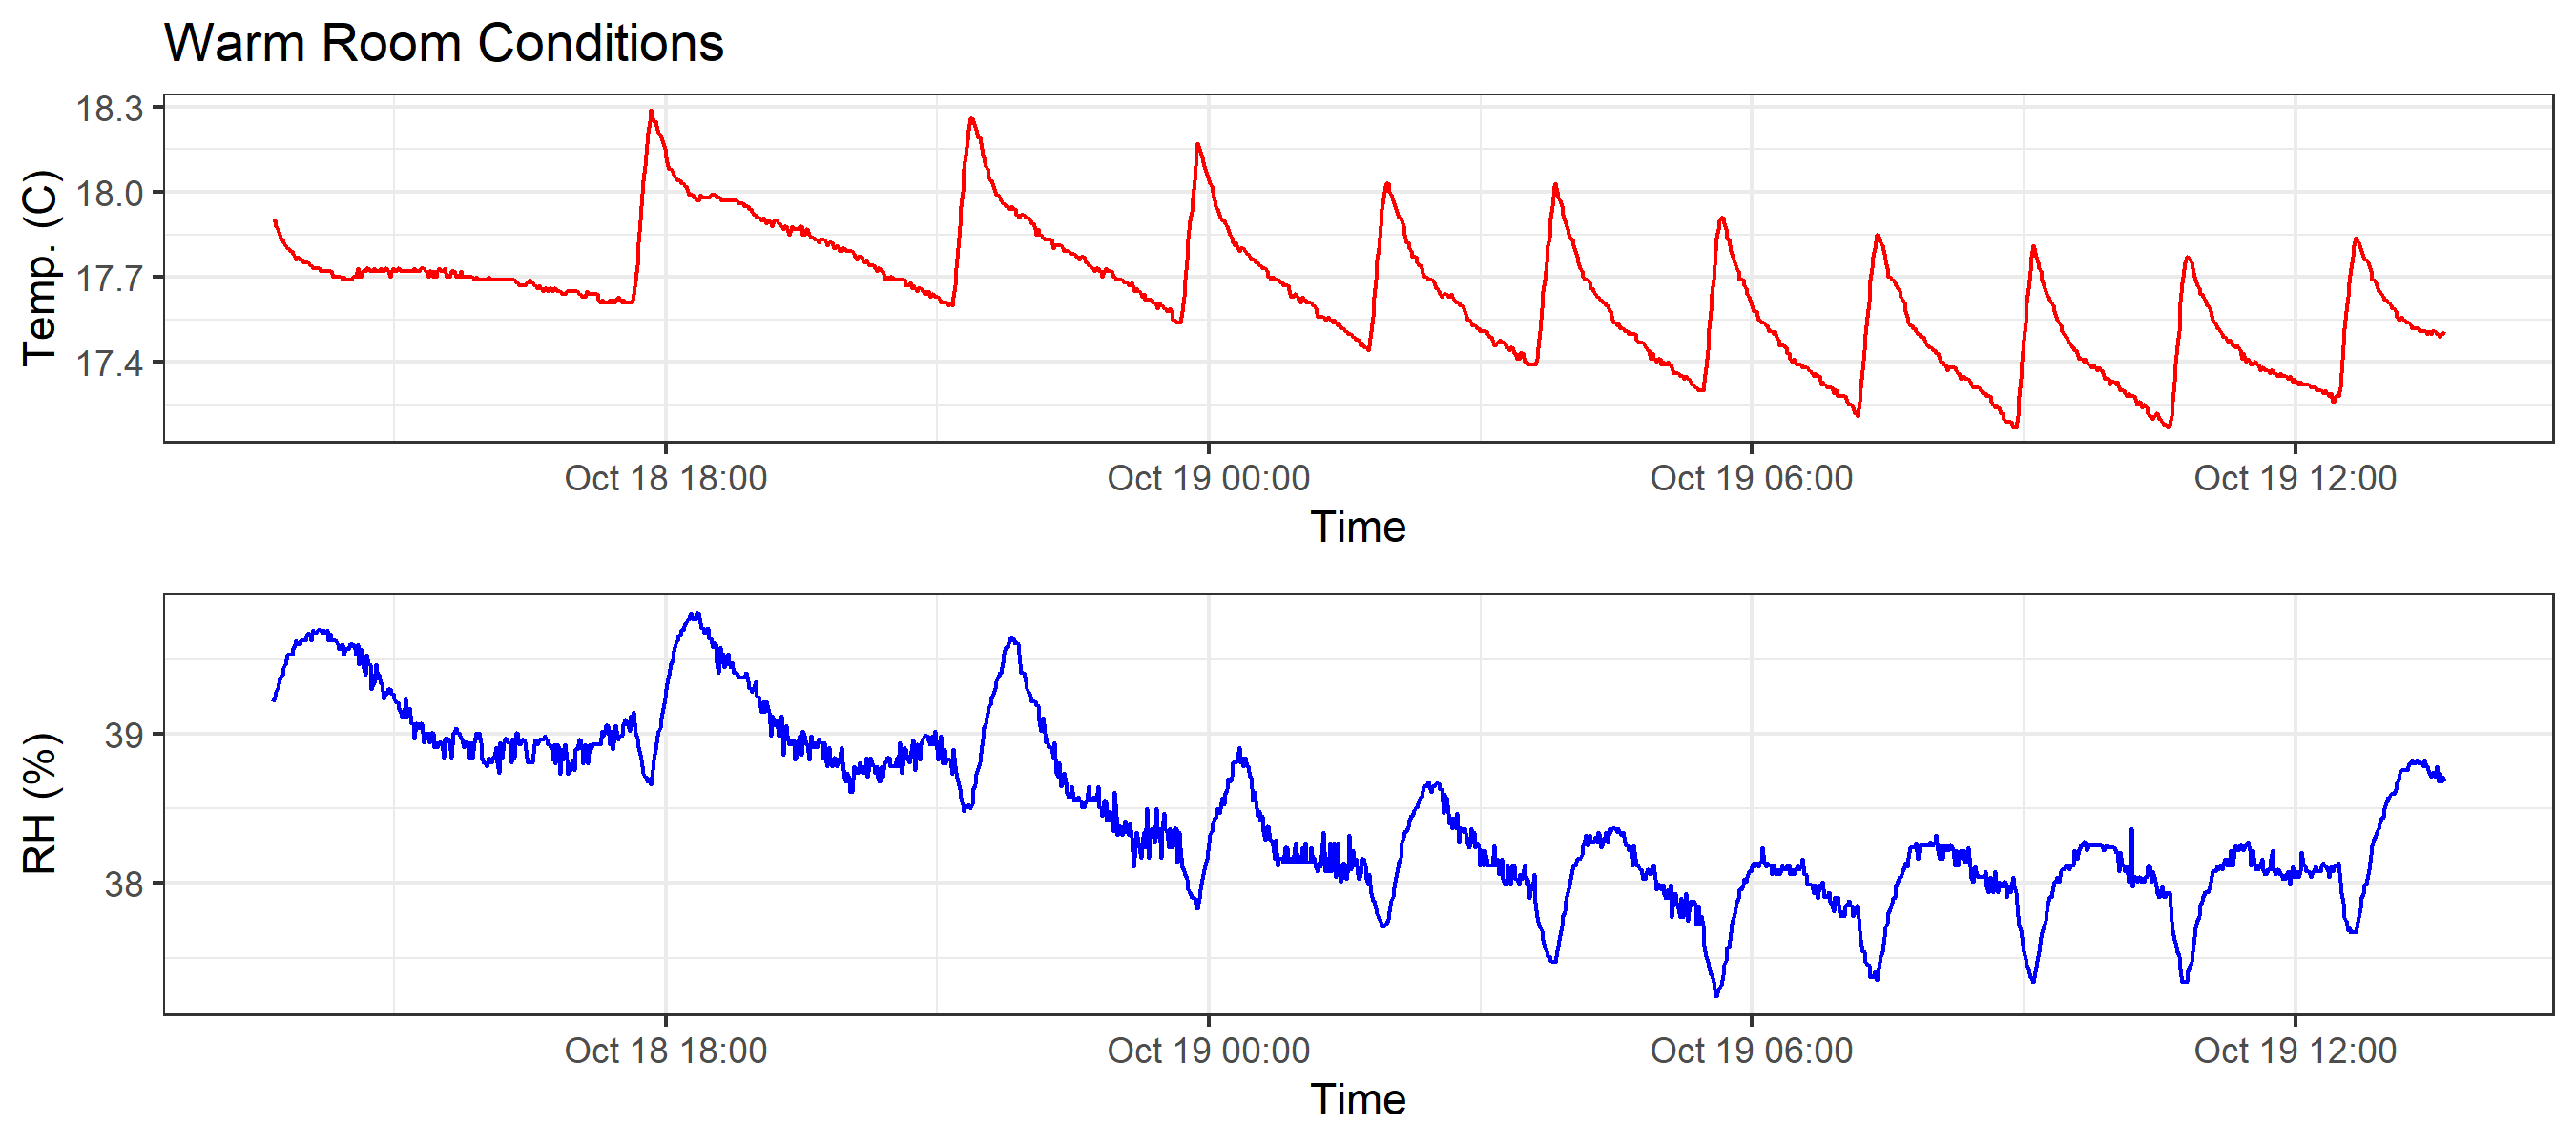 Warm Room Conditions
Temp. (C)
18.3
18.0
17.7
17.4
Oct 18 18:00 Oct 19 00:00 Oct 19 06:00 Oct 19 12:00
Time
RH (%)
39
38
Oct 18 18:00 Oct 19 00:00 Oct 19 06:00 Oct 19 12:00
Time